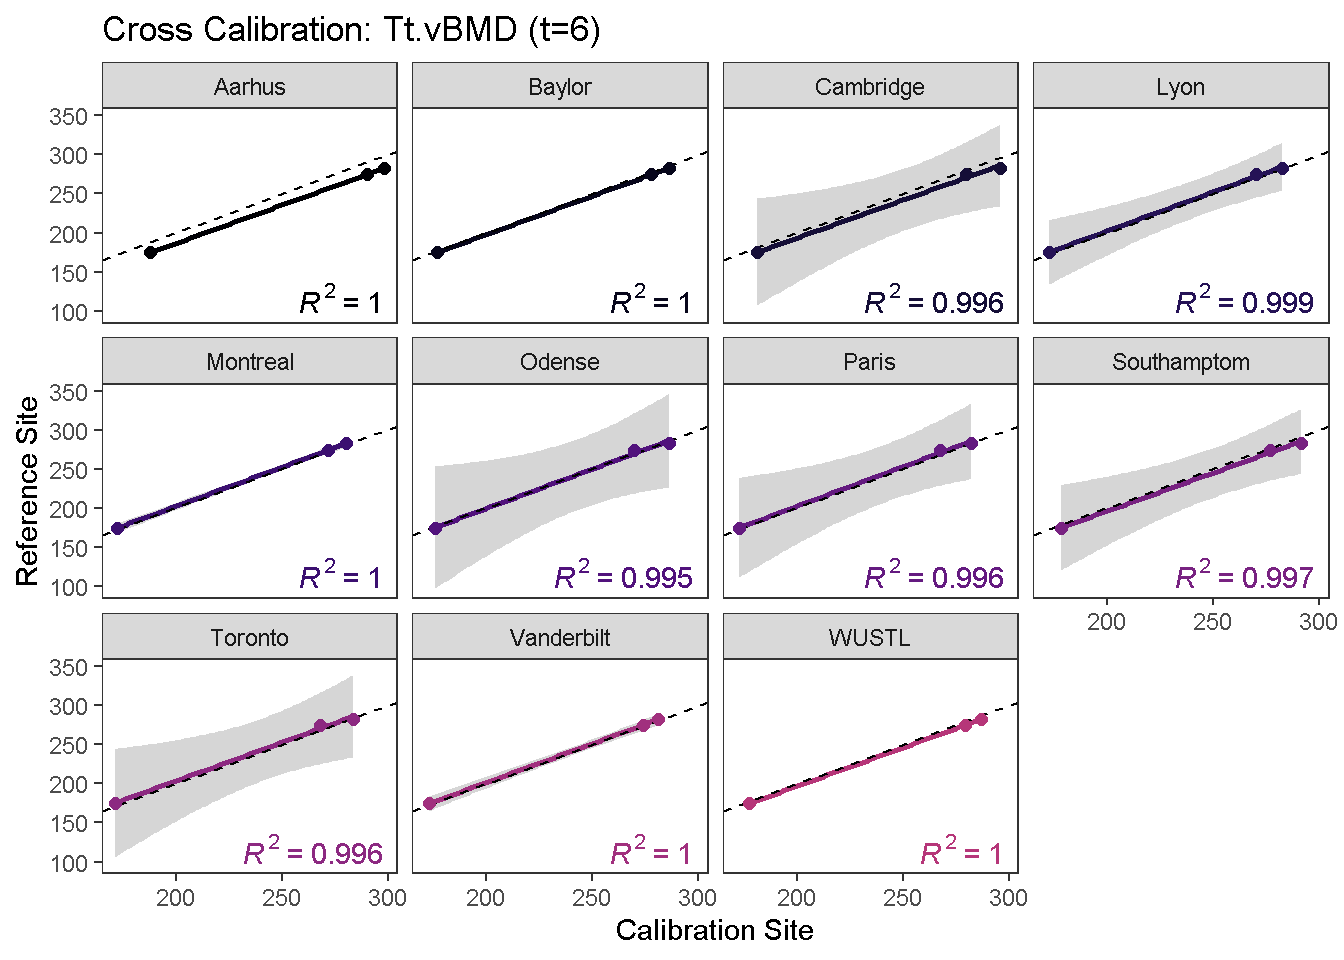 Cross Calibration: Tt.vBMD (t=6)
Aarhus
Baylor
Cambridge
Lyon
350
300
250
200
150
100
R² = 1
R² = 1
R² = 0.996
R² = 0.999
Montreal
Odense
Paris
Southamptom
350
300
250
200
150
100
R² = 1
R² = 0.995
R² = 0.996
R² = 0.997
200 250 300
Toronto
Vanderbilt
WUSTL
350
300
250
200
150
100
R² = 0.996
R² = 1
R² = 1
200 250 300
200 250 300
200 250 300
Reference Site
Calibration Site